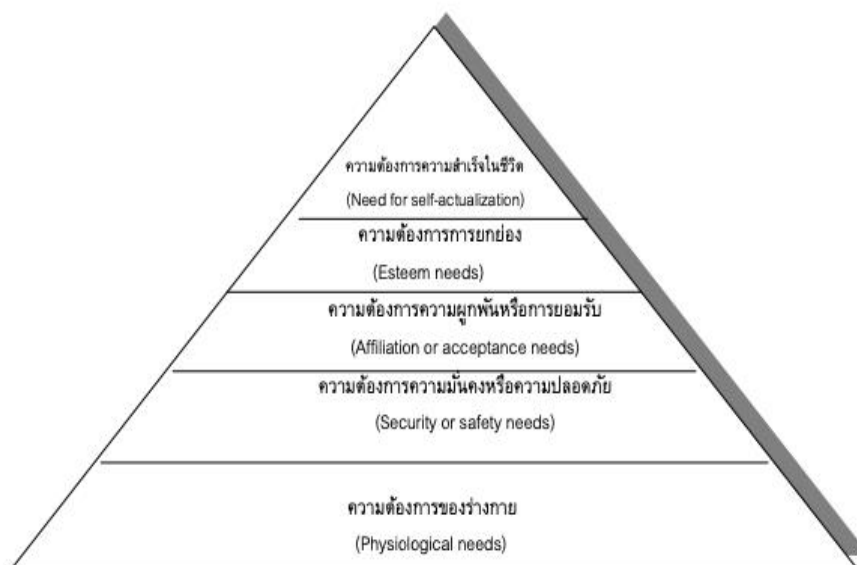 ความต้องการความสำเร็จในชีวิต
(Need for self-actualization)
ความต้องการการยกย่อง
(Esteem needs)
ความต้องการความผูกพันหรือการยอมรับ
(Affiliation or acceptance needs)
ความต้องการความมั่นคงหรือความปลอดภัย
(Security or safety needs)
ความต้องการของร่างกาย
(Physiological needs)